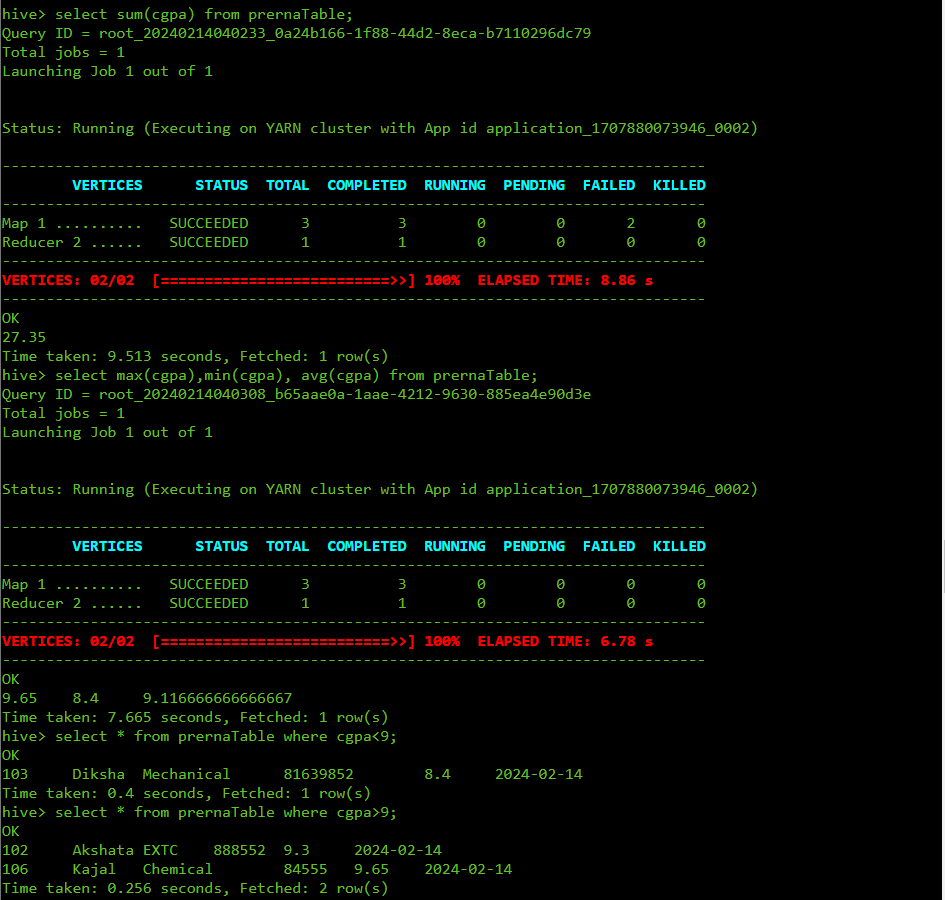 hive> select sum(cgpa) from prernaTable;
Query ID = root_20240214040233_0a24b166-1f88-44d2-8eca-b7110296dc79
Total jobs = 1
Launching Job 1 out of 1
Status: Running (Executing on YARN cluster with App id application_1707880073946_0002)
--------------------------------------------------------------------------------
        VERTICES      STATUS  TOTAL  COMPLETED  RUNNING  PENDING  FAILED  KILLED
--------------------------------------------------------------------------------
Map 1 ..........   SUCCEEDED      3          3        0        0       2       0
Reducer 2 ......   SUCCEEDED      1          1        0        0       0       0
--------------------------------------------------------------------------------
VERTICES: 02/02  [==========================>>] 100%  ELAPSED TIME: 8.86 s
--------------------------------------------------------------------------------
OK
27.35
Time taken: 9.513 seconds, Fetched: 1 row(s)
hive> select max(cgpa),min(cgpa), avg(cgpa) from prernaTable;
Query ID = root_20240214040308_b65aae0a-1aae-4212-9630-885ea4e90d3e
Total jobs = 1
Launching Job 1 out of 1
Status: Running (Executing on YARN cluster with App id application_1707880073946_0002)
--------------------------------------------------------------------------------
        VERTICES      STATUS  TOTAL  COMPLETED  RUNNING  PENDING  FAILED  KILLED
--------------------------------------------------------------------------------
Map 1 ..........   SUCCEEDED      3          3        0        0       0       0
Reducer 2 ......   SUCCEEDED      1          1        0        0       0       0
--------------------------------------------------------------------------------
VERTICES: 02/02  [==========================>>] 100%  ELAPSED TIME: 6.78 s
--------------------------------------------------------------------------------
OK
9.65    8.4     9.116666666666667
Time taken: 7.665 seconds, Fetched: 1 row(s)
hive> select * from prernaTable where cgpa<9;
OK
103     Diksha  Mechanical      81639852        8.4     2024-02-14
Time taken: 0.4 seconds, Fetched: 1 row(s)
hive> select * from prernaTable where cgpa>9;
OK
102     Akshata EXTC    888552  9.3     2024-02-14
106     Kajal   Chemical        84555   9.65    2024-02-14
Time taken: 0.256 seconds, Fetched: 2 row(s)